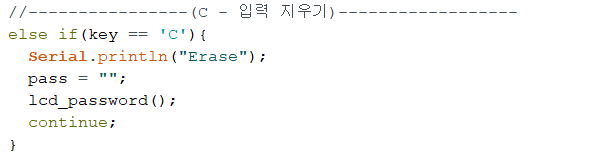 //----------------(C - 입력 지우기)------------------
else if(key == 'C'){
  Serial.println("Erase");
  pass = "";
  lcd_password();
  continue;
}